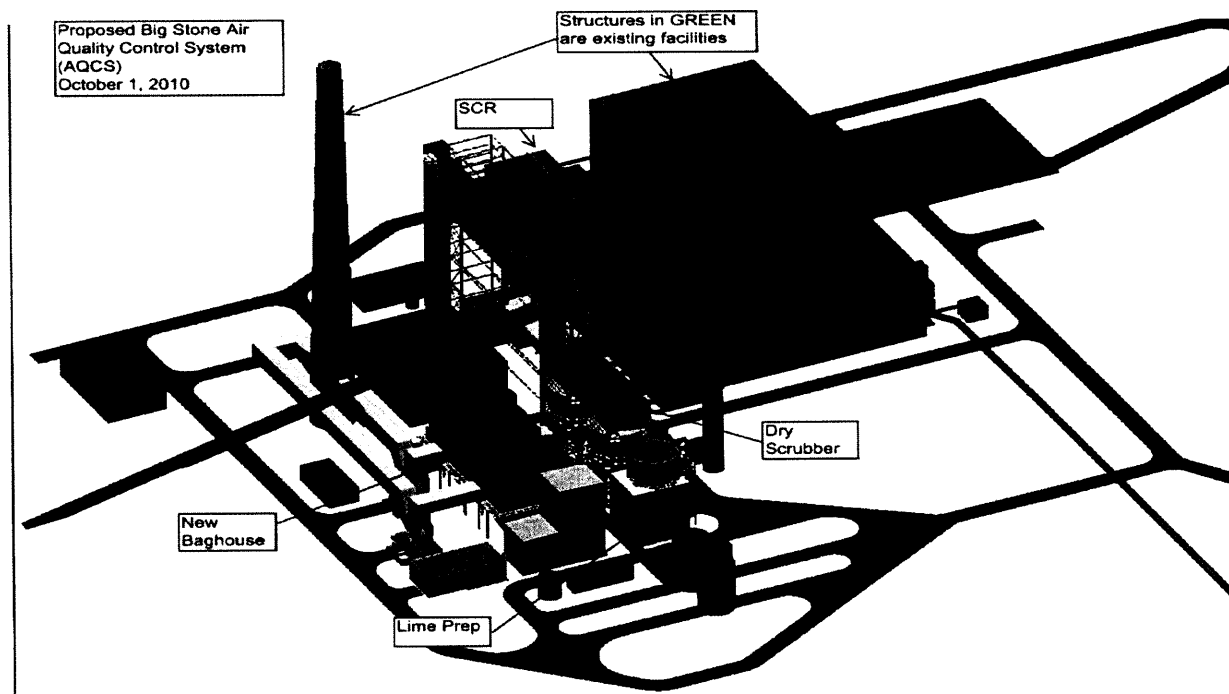 Proposed Big Stone Air
Quality Control System
(AQCS)
October 1, 2010
Structures in GREEN
are existing facilities
SCR
Dry
Scrubber
New
Baghouse
Lime Prep